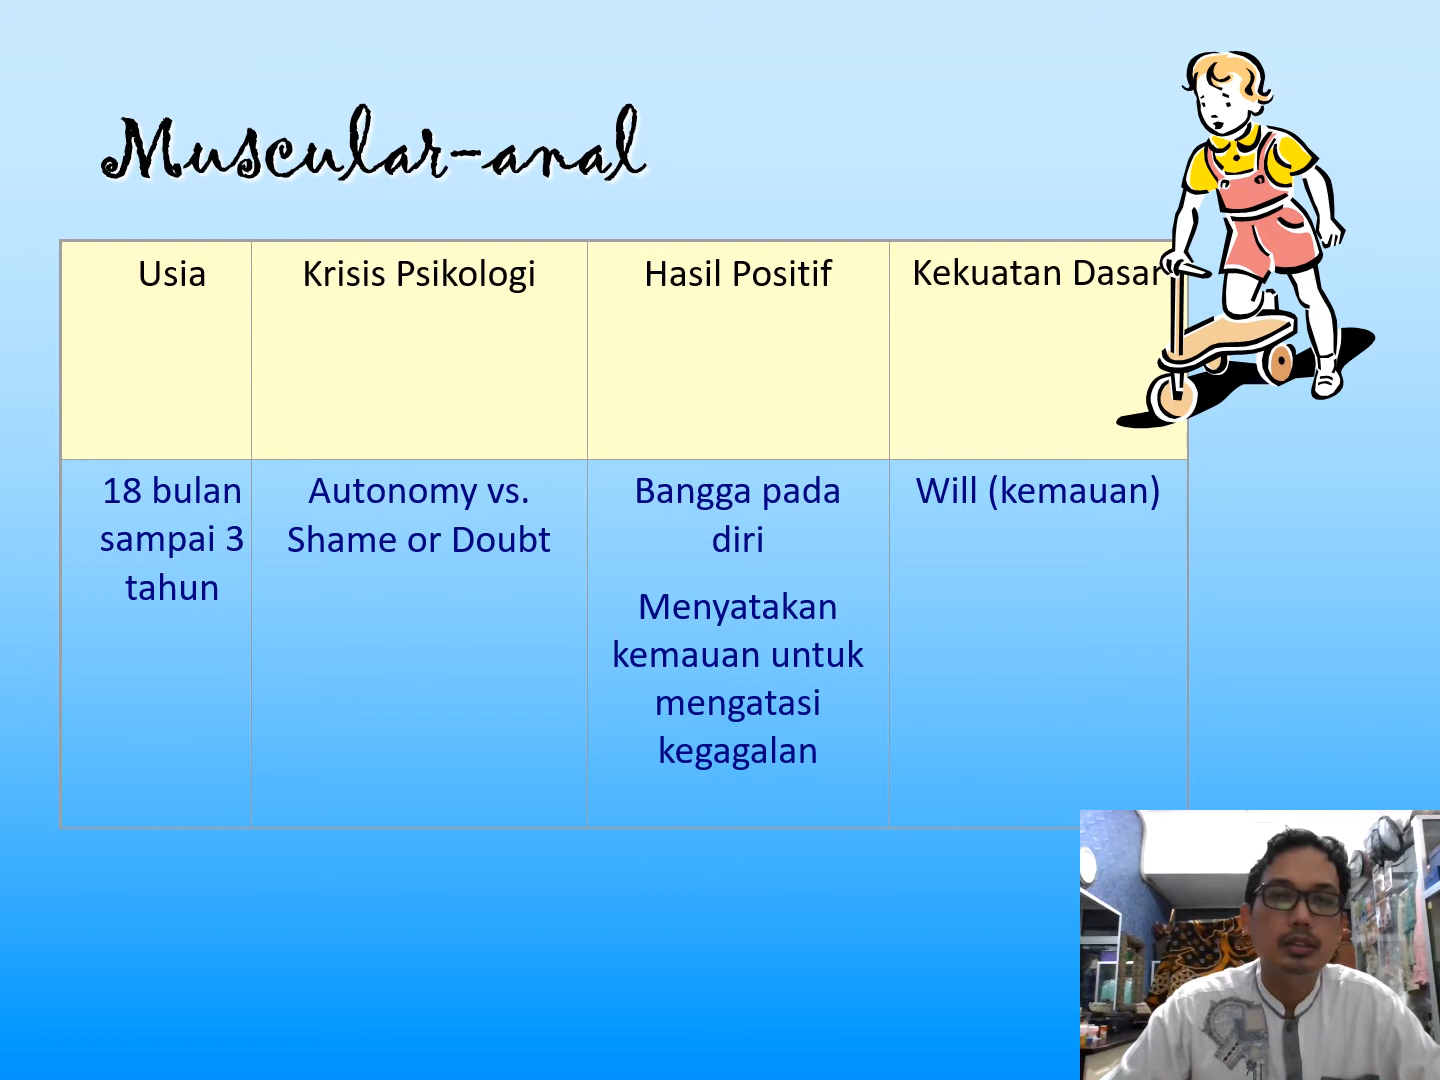 Muscular-anal
Usia
Krisis Psikologi
Hasil Positif
Kekuatan Dasar
18 bulan
sampai 3
tahun
Autonomy vs.
Shame or Doubt
Bangga pada
diri
Menyatakan
kemauan untuk
mengatasi
kegagalan
Will (kemauan)